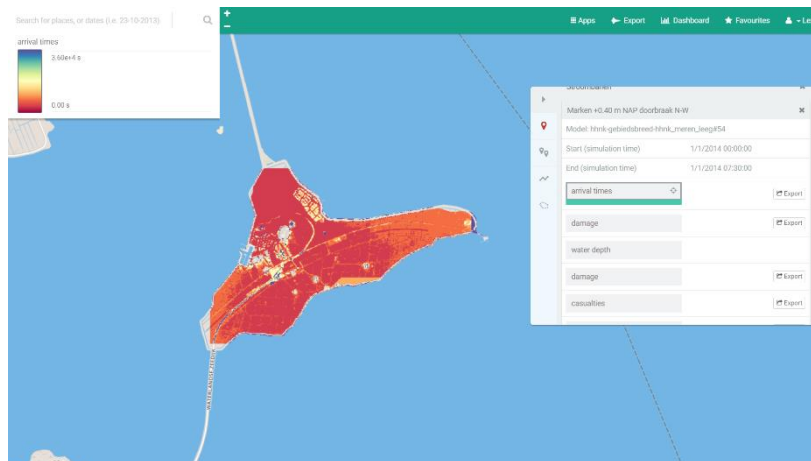 Search for places, or dates (i.e. 23-10-2013)
+
−
Apps
Export
Dashboard
Favourites
arrival times
3.60e+4 s
0.00 s
Marken +0,40 m NAP doorbraak N-W
Model: hhnk-gebiedsbreed-hhnk_meren_leeg#54
Start (simulation time) 1/1/2014 00:00:00
End (simulation time) 1/1/2014 07:30:00
arrival times Export
damage Export
water depth
damage Export
casualties Export